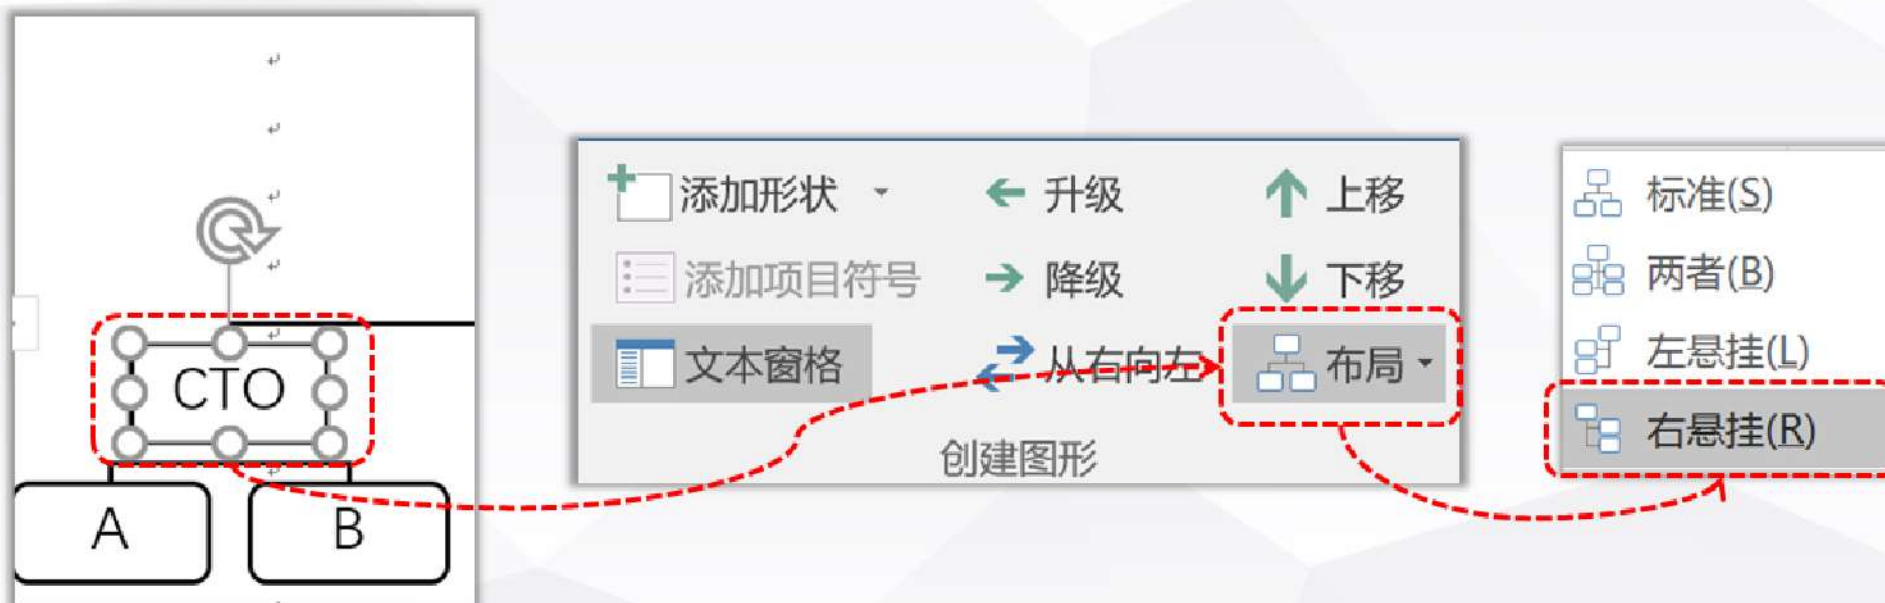 CTO
A
B
添加形状
升级
上移
添加项目符号
降级
下移
文本窗格
从右向左
布局
创建图形
标准(S)
两者(B)
左悬挂(L)
右悬挂(R)